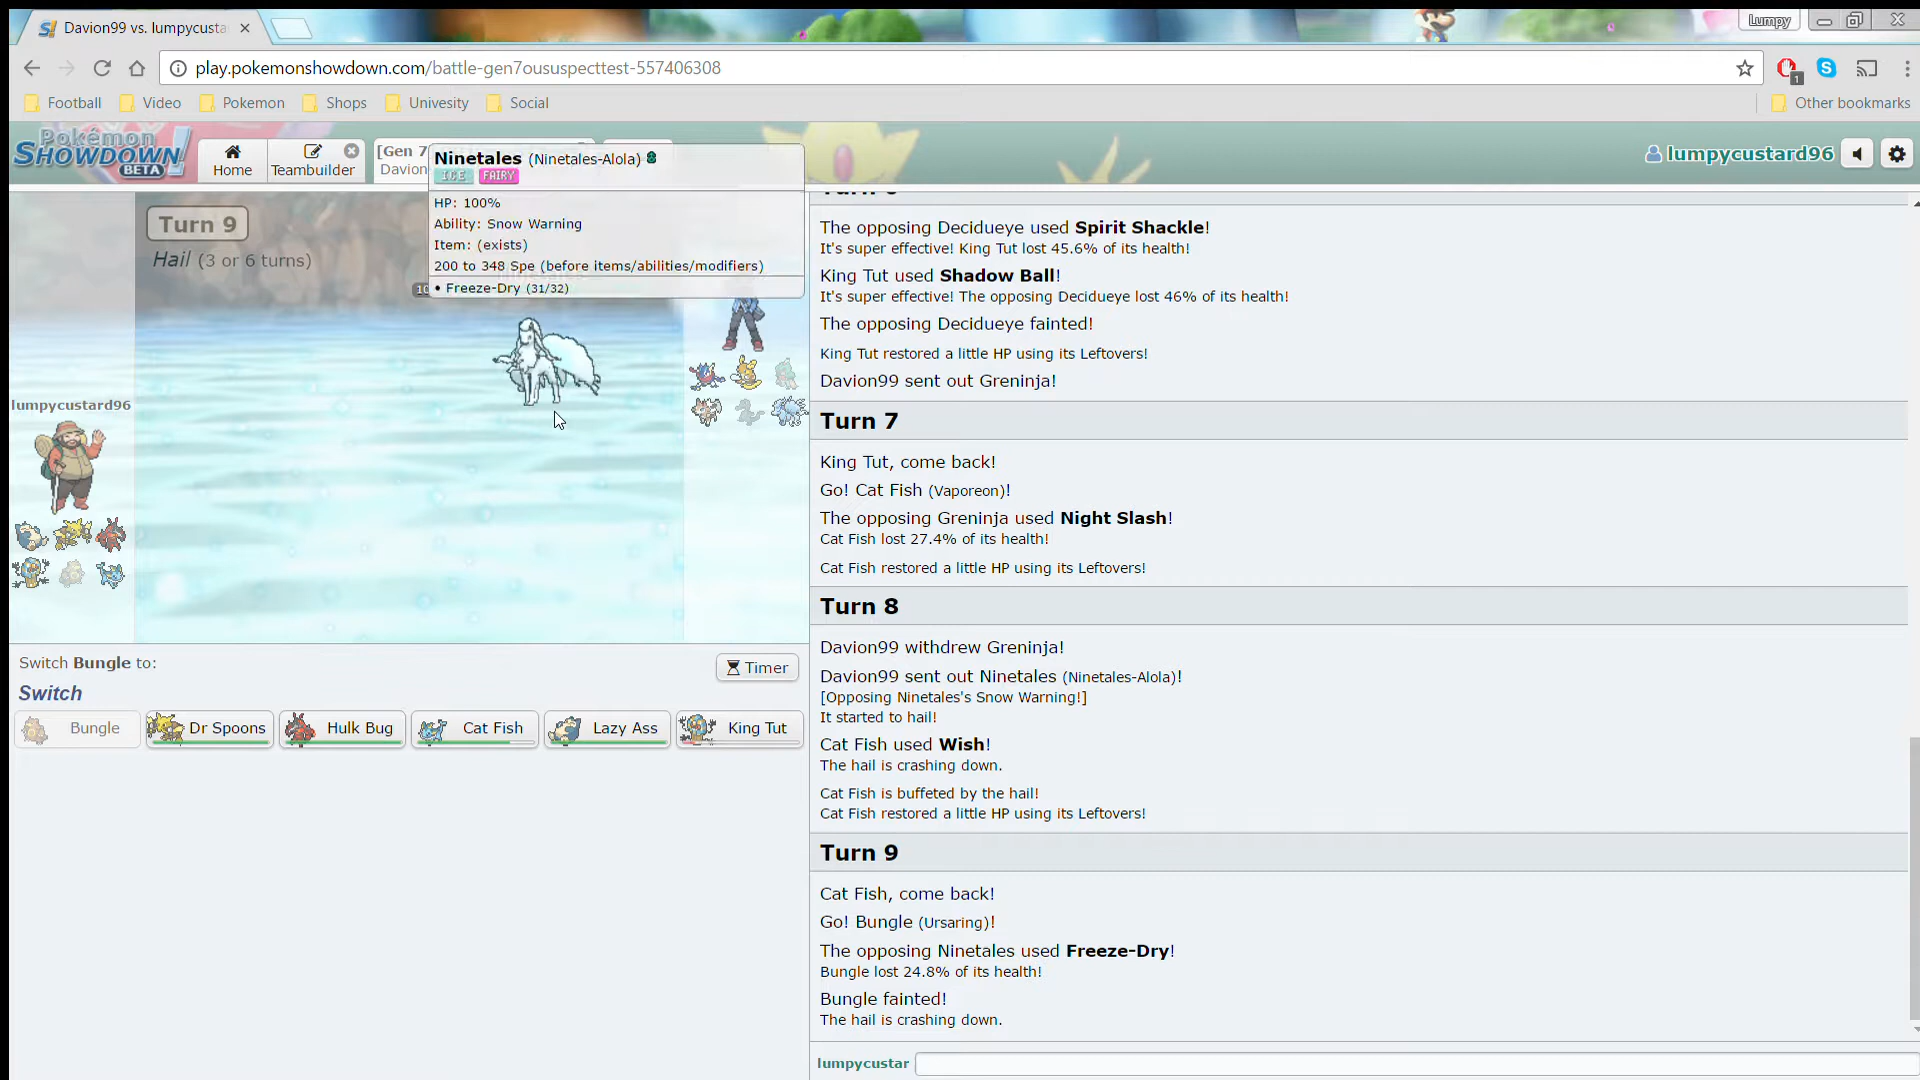 Davion99 vs. lumpycusta
Lumpy
play.pokemonshowdown.com/battle-gen7oususpecttest-557406308
1
Football
Video
Pokemon
Shops
Univesity
Social
Other bookmarks
Pokémon
SHOWDOWN!
BETA
Home
Teambuilder
[Gen 7
Davion
lumpycustard96
Ninetales (Ninetales-Alola)
ICE FAIRY
HP: 100%
Ability: Snow Warning
Item: (exists)
200 to 348 Spe (before items/abilities/modifiers)
• Freeze-Dry (31/32)
Turn 9
Hail (3 or 6 turns)
10
lumpycustard96
Switch Bungle to:
Timer
Switch
Bungle
Dr Spoons
Hulk Bug
Cat Fish
Lazy Ass
King Tut
The opposing Decidueye used Spirit Shackle!
It's super effective! King Tut lost 45.6% of its health!
King Tut used Shadow Ball!
It's super effective! The opposing Decidueye lost 46% of its health!
The opposing Decidueye fainted!
King Tut restored a little HP using its Leftovers!
Davion99 sent out Greninja!
Turn 7
King Tut, come back!
Go! Cat Fish (Vaporeon)!
The opposing Greninja used Night Slash!
Cat Fish lost 27.4% of its health!
Cat Fish restored a little HP using its Leftovers!
Turn 8
Davion99 withdrew Greninja!
Davion99 sent out Ninetales (Ninetales-Alola)!
[Opposing Ninetales's Snow Warning!]
It started to hail!
Cat Fish used Wish!
The hail is crashing down.
Cat Fish is buffeted by the hail!
Cat Fish restored a little HP using its Leftovers!
Turn 9
Cat Fish, come back!
Go! Bungle (Ursaring)!
The opposing Ninetales used Freeze-Dry!
Bungle lost 24.8% of its health!
Bungle fainted!
The hail is crashing down.
lumpycustar